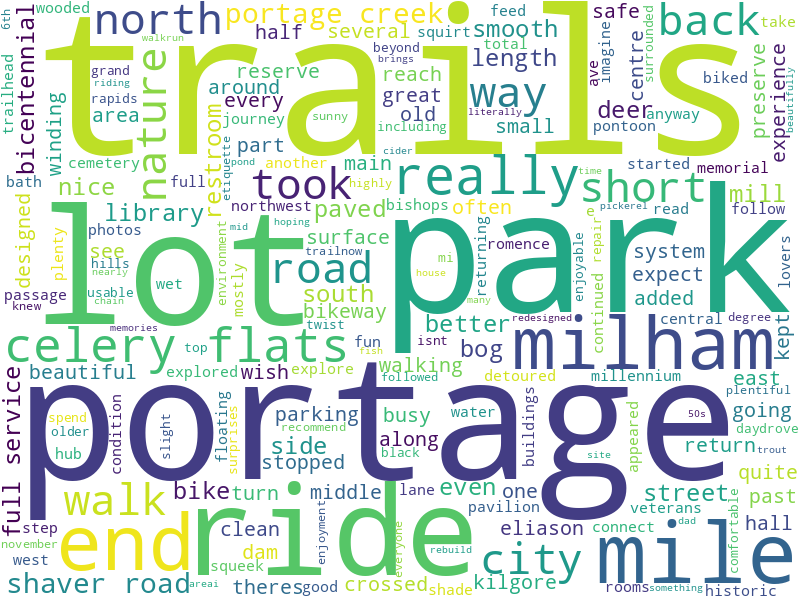 trails
portage
park
lot
ride
mile
milham
end
celery flats
city
north
back
way
really
short
took
road
walk
nature
portage creek
shaver road
full service
bicentennial
restroom
wooded
6th
walkrun
half
several
squirt
feed
smooth
safe
beyond
brings
total
length
imagine
surrounded
take
ave
centre
biked
trailhead
grand
rapids
riding
reserve
around
reach
great
deer
anyway
preserve
experience
beautifully
winding
area
every
journey
sunny
old
including
literally
small
pontoon
part
etiquette
pond
cider
cemetery
another
main
started
memorial
bath
full
highly
time
nice
northwest
paved
bishops
often
pickerel
e
read
mill
follow
designed
plenty
library
photos
hoping
see
surface
romence
returning
enjoyable
continued
repair
system
lovers
hills
mid
trailnow
environment
mostly
mi
house
many
expect
passage
knew
usable
nearly
chain
wet
south
bikeway
added
kept
memories
twist
better
isnt
redesigned
central
degree
top
fun
bog
walking
east
beautiful
explored
explore
wish
followed
detoured
millennium
plentiful
spend
older
hub
condition
slight
floating
surprises
parking
recommend
busy
water
along
black
side
stopped
buildings
fish
site
appeared
50s
going
daydrove
return
trout
quite
bike
turn
middle
lane
even
one
street
past
step
clean
enjoyment
pavilion
eliason
veterans
connect
comfortable
hall
november
west
squeek
dam
crossed
everyone
rebuild
shade
kilgore
dad
rooms
something
historic
areai
theres
good